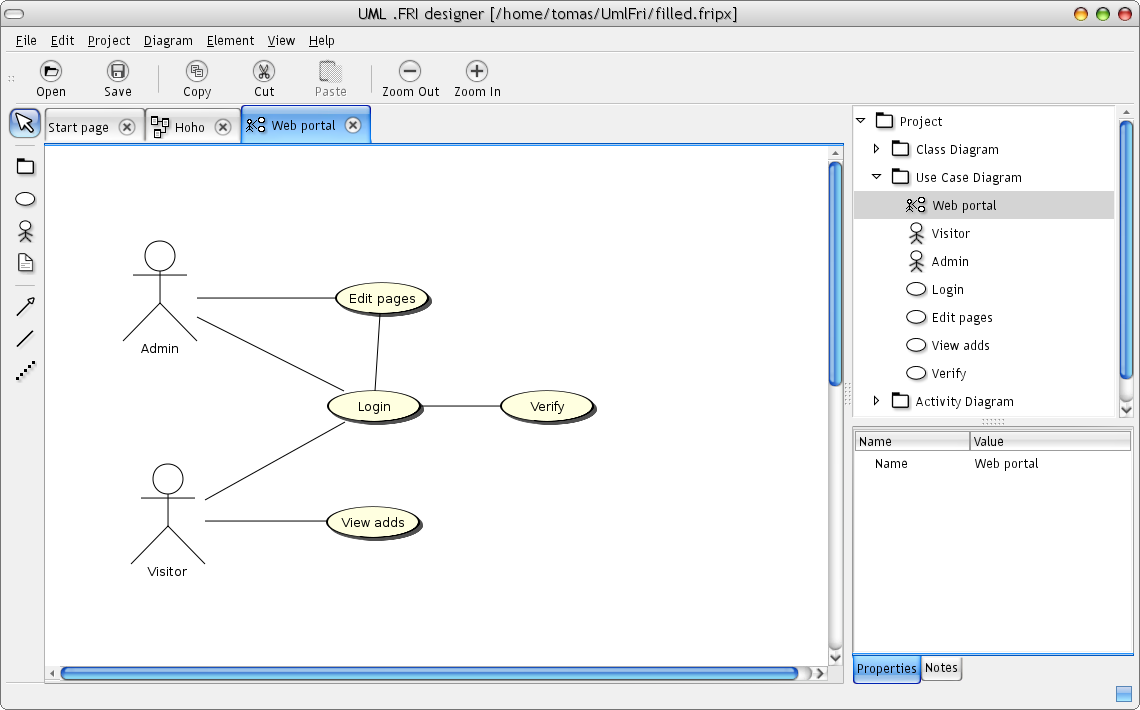 UML .FRI designer [/home/tomas/UmlFri/filled.fripx]
File Edit Project Diagram Element View Help
Open Save Copy Cut Paste Zoom Out Zoom In
Start page Hoho Web portal
Admin
Edit pages
Login
Verify
Visitor
View adds
Project
Class Diagram
Use Case Diagram
Web portal
Visitor
Admin
Login
Edit pages
View adds
Verify
Activity Diagram
Name Value
Name Web portal
Properties Notes